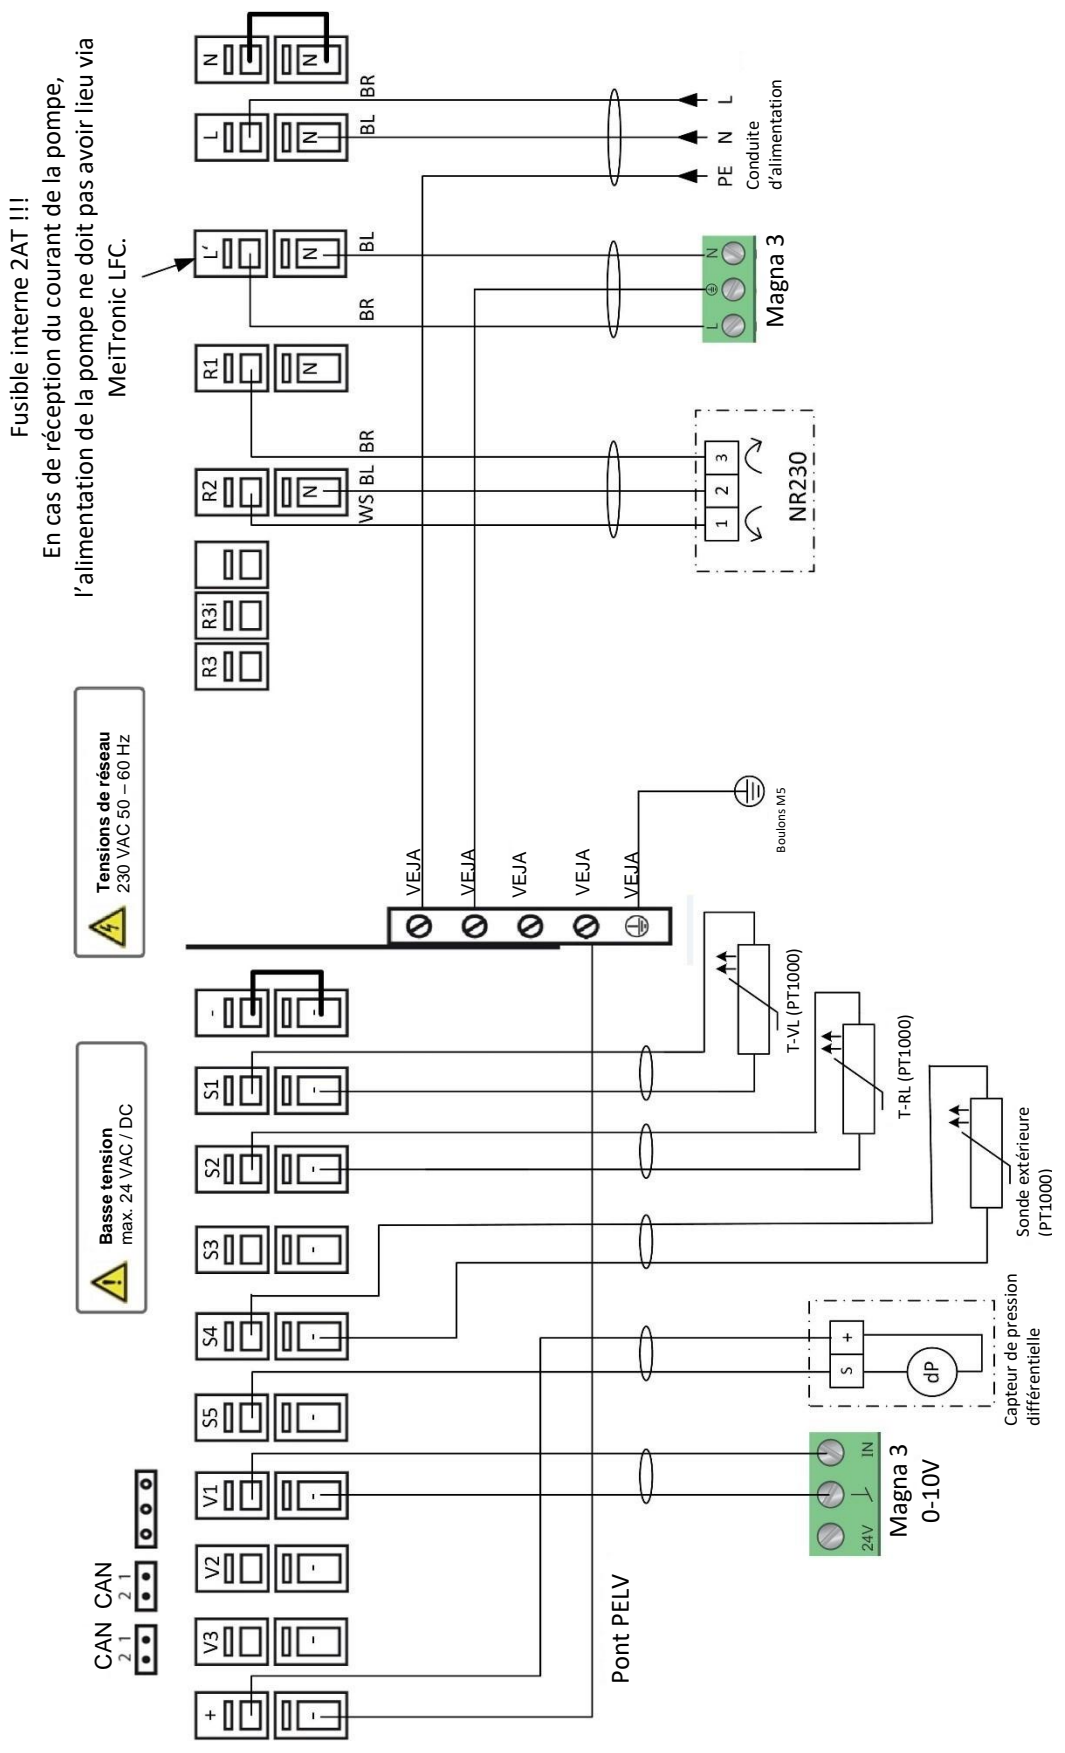 Fusible interne 2AT !!!
En cas de réception du courant de la pompe,
l'alimentation de la pompe ne doit pas avoir lieu via
MeiTronic LFC.
Basse tension
max. 24 VAC / DC
Tensions de réseau
230 VAC 50 – 60 Hz
CAN
2 1
CAN
2 1
+
V3
V2
V1
S5
S4
S3
S2
S1
-
R3
R3i
R2
R1
L'
L
N
-
-
-
-
-
-
-
-
-
-
N
N
N
N
N
WS
BL
BR
BR
BL
BL
BR
VEJA
VEJA
VEJA
VEJA
VEJA
Boulons M5
1
2
3
NR230
L
N
Magna 3
PE
N
L
Conduite
d'alimentation
Pont PELV
24V
IN
Magna 3
0-10V
S
+
dP
Capteur de pression
différentielle
Sonde extérieure
(PT1000)
T-RL (PT1000)
T-VL (PT1000)